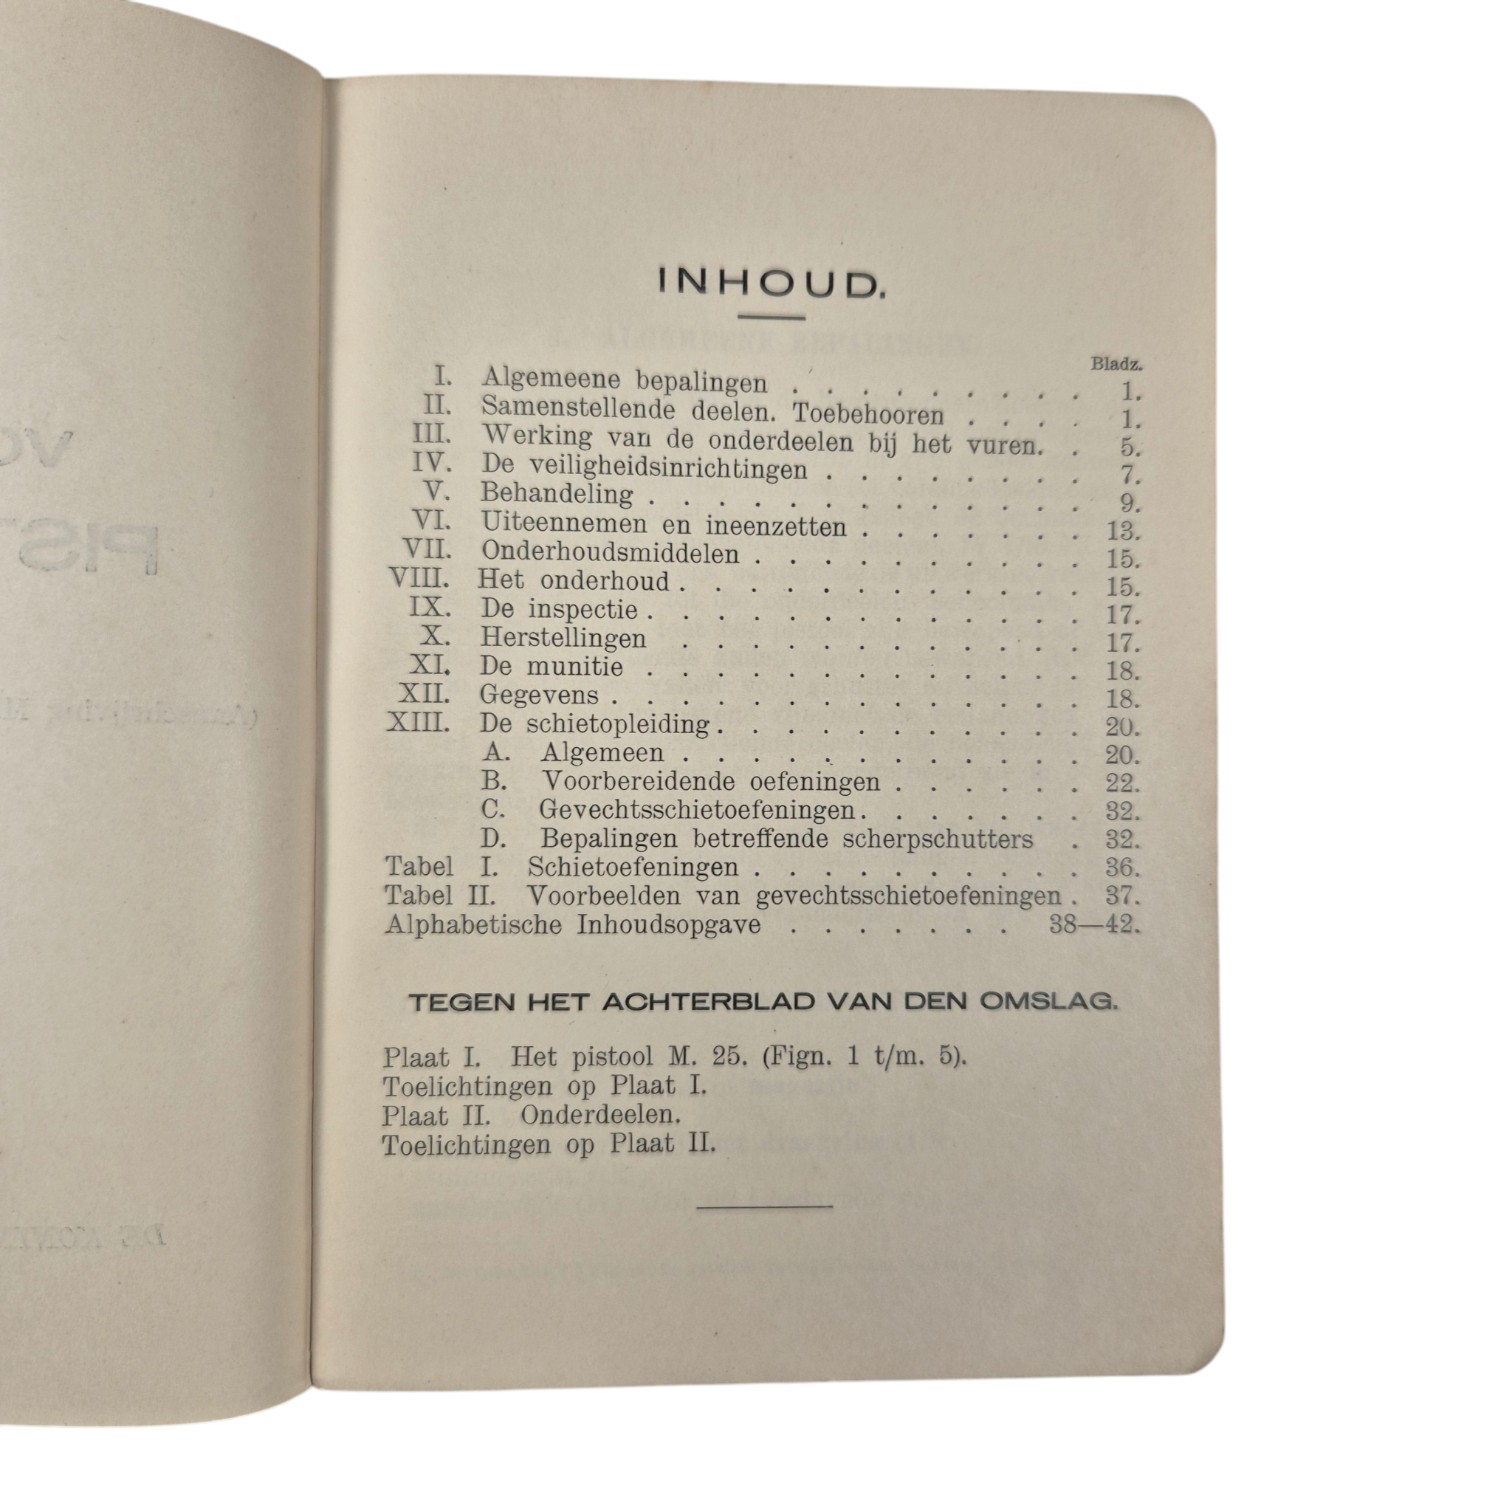 INHOUD.
Bladz.
I. Algemeene bepalingen . . . . . . . . . 1.
II. Samenstellende deelen. Toebehooren . . . . 1.
III. Werking van de onderdeelen bij het vuren. . 5.
IV. De veiligheidsinrichtingen . . . . . . . . 7.
V. Behandeling . . . . . . . . . . . . . 9.
VI. Uiteennemen en ineenzetten . . . . . . . 13.
VII. Onderhoudsmiddelen . . . . . . . . . . 15.
VIII. Het onderhoud . . . . . . . . . . . . 15.
IX. De inspectie . . . . . . . . . . . . . 17.
X. Herstellingen . . . . . . . . . . . . 17.
XI. De munitie . . . . . . . . . . . . . 18.
XII. Gegevens . . . . . . . . . . . . . . 18.
XIII. De schietopleiding . . . . . . . . . . . 20.
A. Algemeen . . . . . . . . . . . . 20.
B. Voorbereidende oefeningen . . . . . . 22.
C. Gevechtsschietoefeningen . . . . . . . 32.
D. Bepalingen betreffende scherpschutters . 32.
Tabel I. Schietoefeningen . . . . . . . . . . 36.
Tabel II. Voorbeelden van gevechtsschietoefeningen . 37.
Alphabetische Inhoudsopgave . . . . . . . 38—42.
TEGEN HET ACHTERBLAD VAN DEN OMSLAG.
Plaat I. Het pistool M. 25. (Fign. 1 t/m. 5).
Toelichtingen op Plaat I.
Plaat II. Onderdeelen.
Toelichtingen op Plaat II.